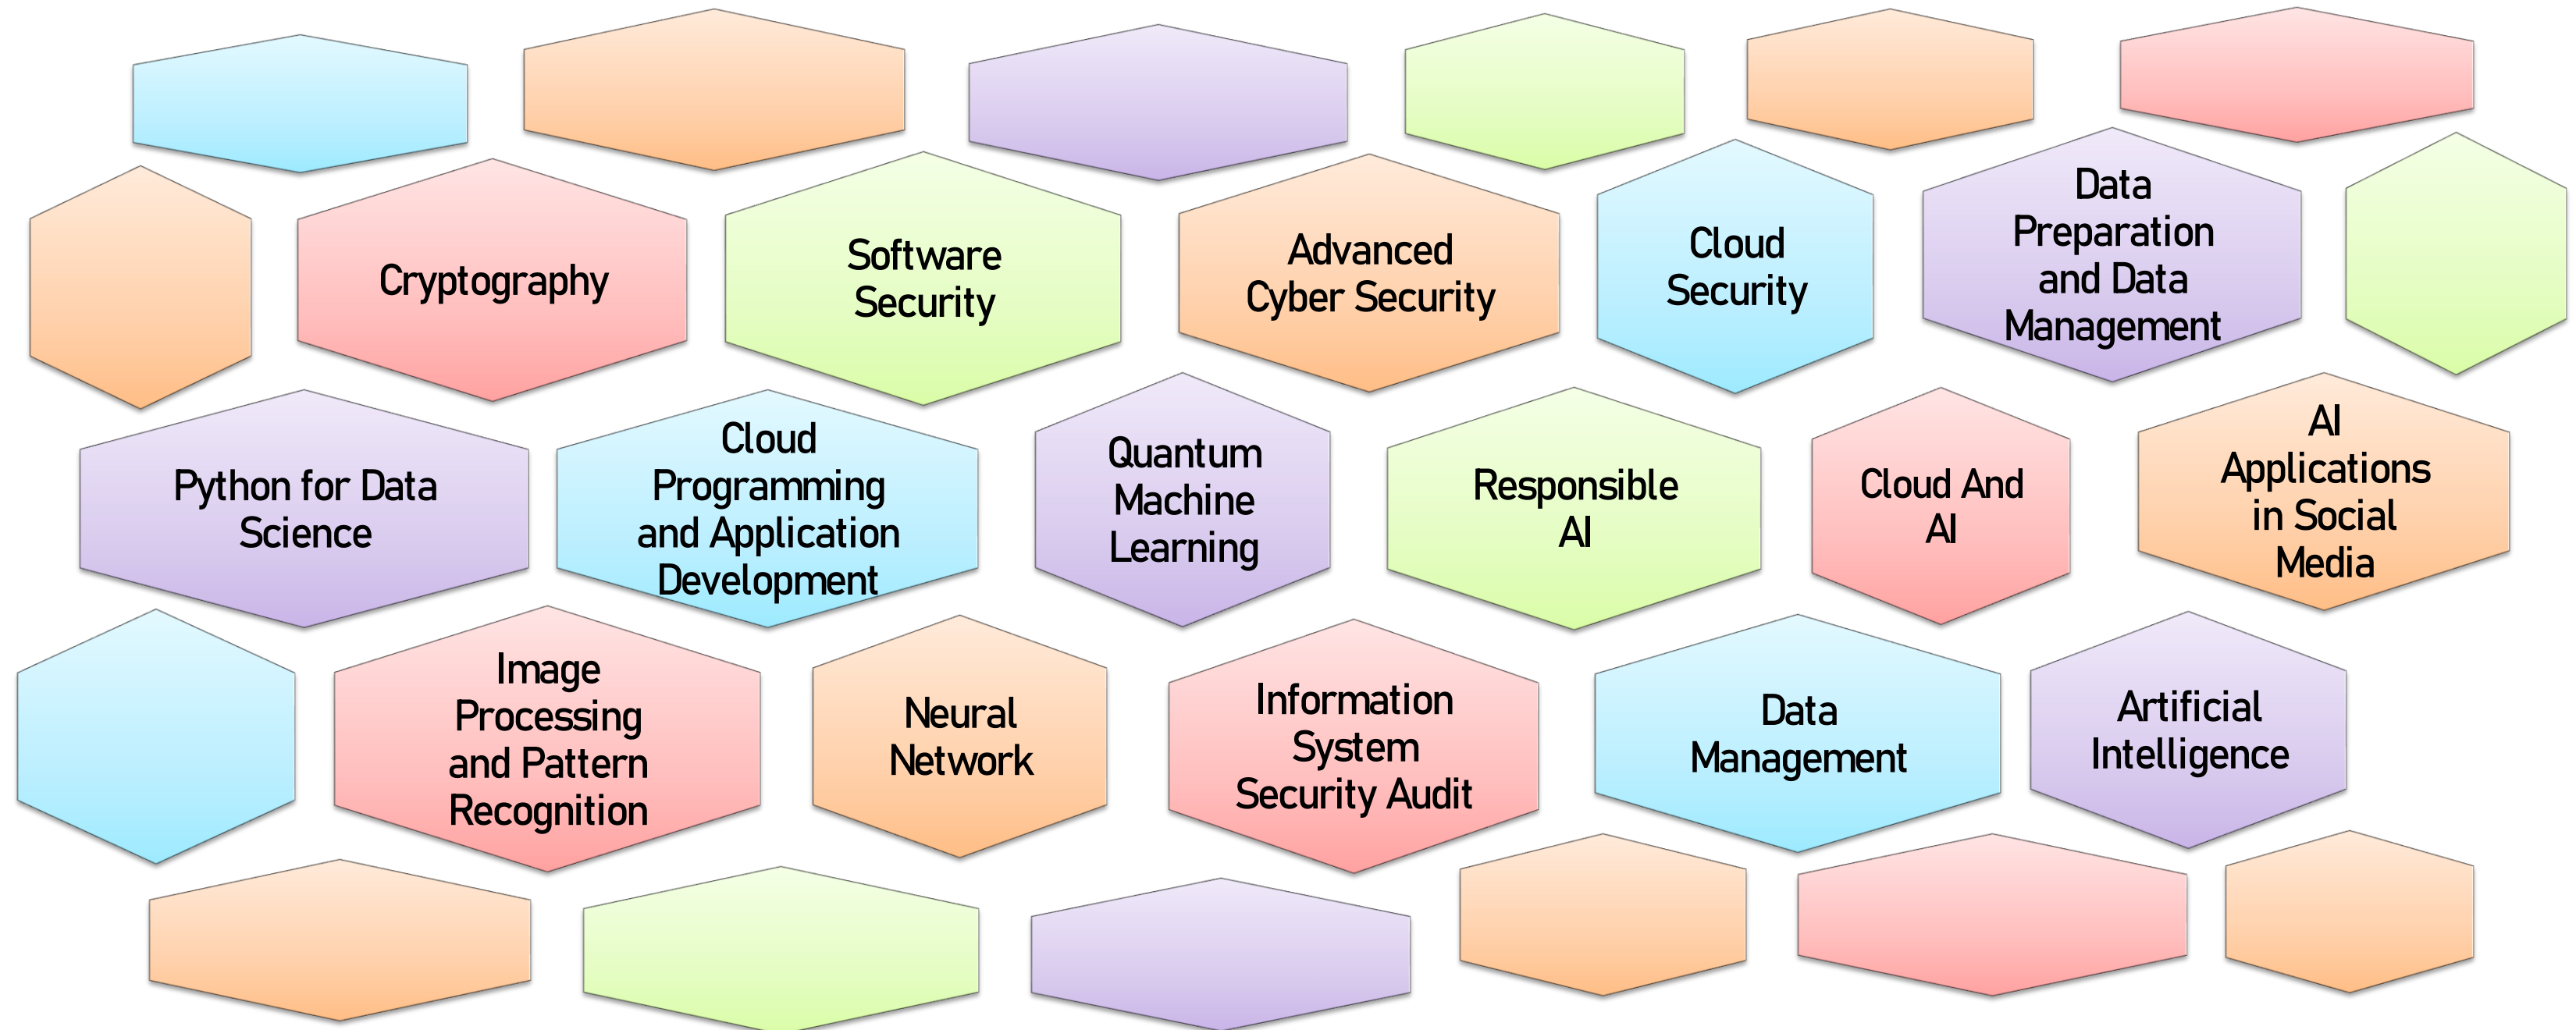 Cryptography
Software
Security
Advanced
Cyber Security
Cloud
Security
Data
Preparation
and Data
Management
Python for Data
Science
Cloud
Programming
and Application
Development
Quantum
Machine
Learning
Responsible
AI
Cloud And
AI
AI
Applications
in Social
Media
Image
Processing
and Pattern
Recognition
Neural
Network
Information
System
Security Audit
Data
Management
Artificial
Intelligence